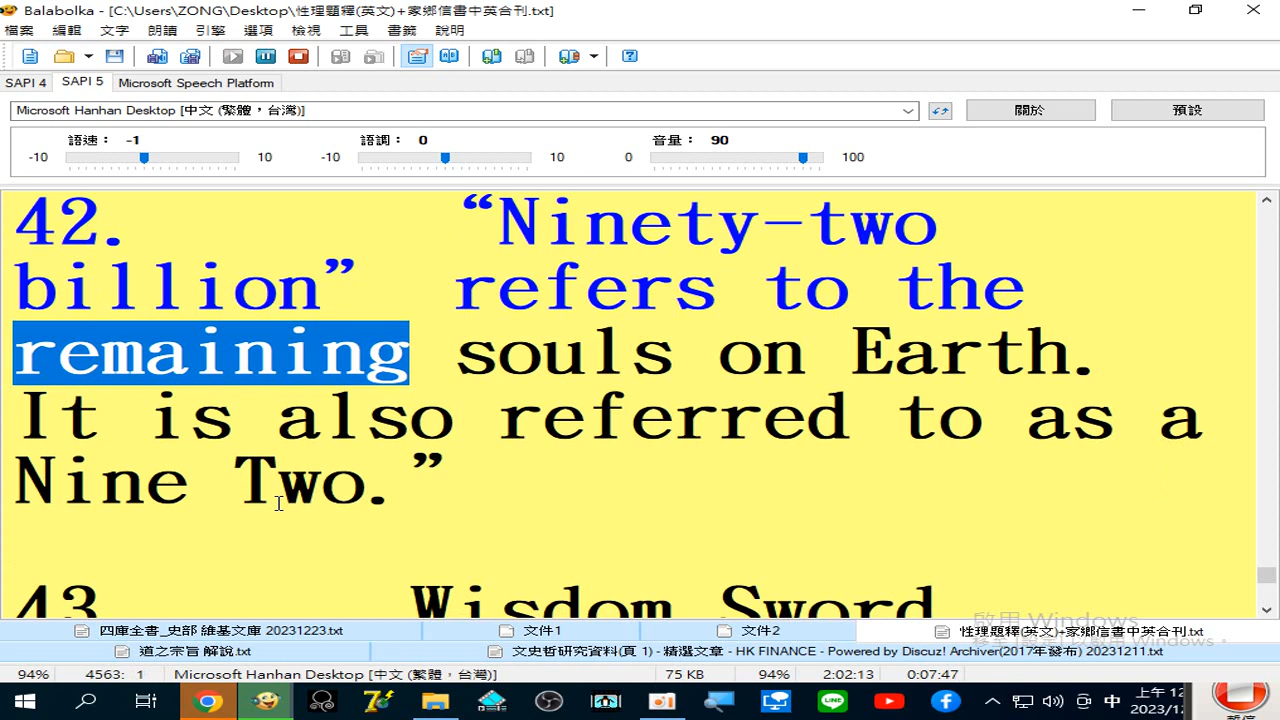 Balabolka - [C:\Users\ZONG\Desktop\性理題釋(英文)+家鄉信書中英合刊.txt]
檔案 編輯 文字 朗讀 引擎 選項 檢視 工具 書籤 說明
SAPI 4 SAPI 5 Microsoft Speech Platform
Microsoft Hanhan Desktop [中文 (繁體，台灣)] 關於 預設
語速： -1 語調： 0 音量： 90
-10 10 -10 10 0 100
42. “Ninety-two
billion” refers to the
remaining souls on Earth.
It is also referred to as a
Nine Two.”
43. Wisdom Sword
啟用 Windows
四庫全書_史部 維基文庫 20231223.txt 文件1 文件2 性理題釋(英文)+家鄉信書中英合刊.txt
道之宗旨 解說.txt 文史哲研究資料(頁 1) - 精選文章 - HK FINANCE - Powered by Discuz! Archiver(2017年發布) 20231211.txt
94% 4563: 1 Microsoft Hanhan Desktop [中文 (繁體，台灣)] 75 KB 94% 2:02:13 0:07:47
中 上午 12
2023/12